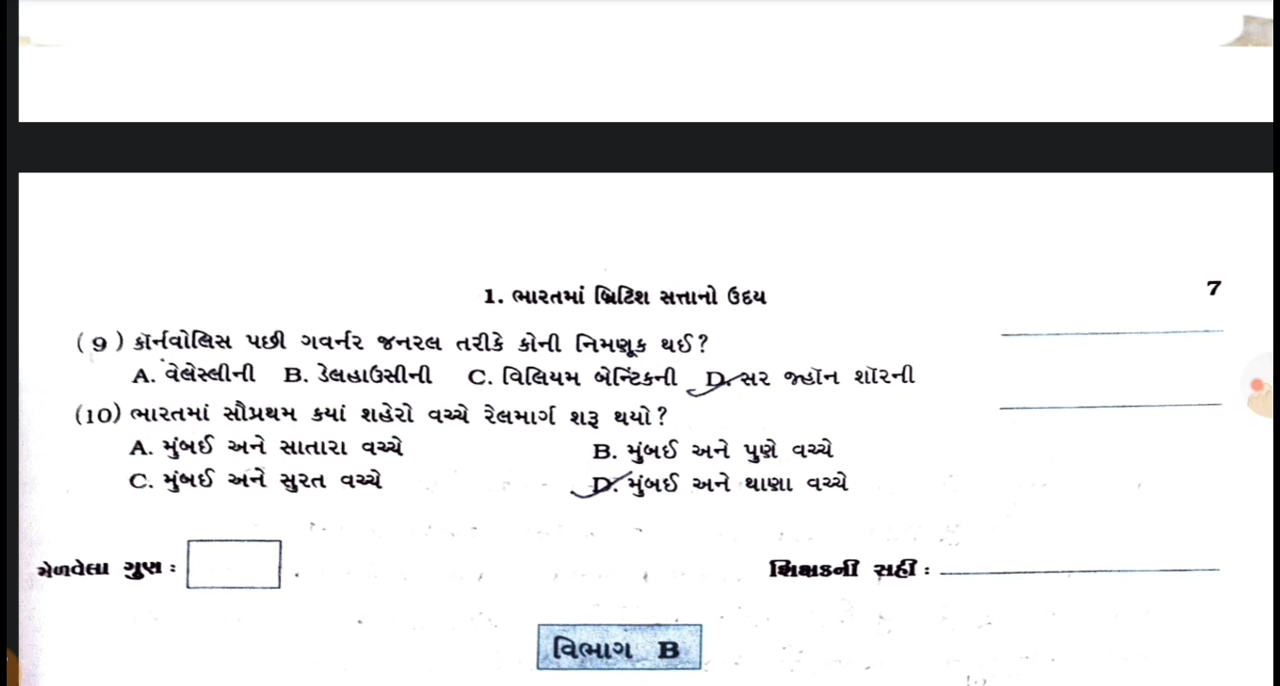 1. ભારતમાં બ્રિટિશ સત્તાનો ઉદય 7
(9) કૉર્નવોલિસ પછી ગવર્નર જનરલ તરીકે કોની નિમણૂક થઈ?
A. વેલેસ્લીની B. ડેલહાઉસીની C. વિલિયમ બેન્ટિંકની D. સર જ્હૉન શૉરની
(10) ભારતમાં સૌપ્રથમ કયાં શહેરો વચ્ચે રેલમાર્ગ શરૂ થયો?
A. મુંબઈ અને સાતારા વચ્ચે B. મુંબઈ અને પુણે વચ્ચે
C. મુંબઈ અને સુરત વચ્ચે D. મુંબઈ અને થાણા વચ્ચે
મેળવેલા ગુણ : શિક્ષકની સહી :
વિભાગ B